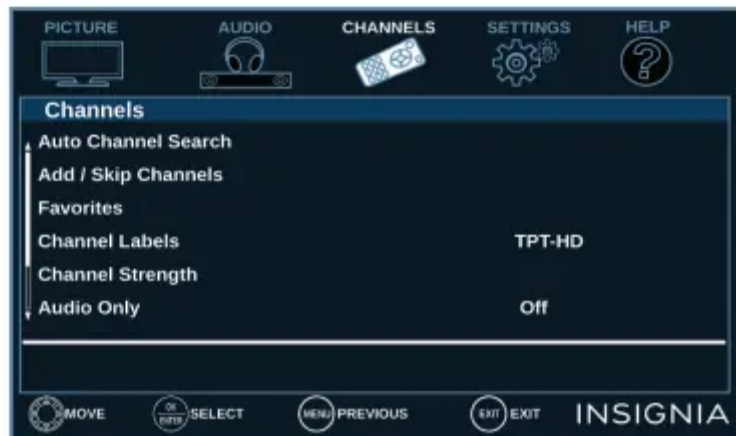 PICTURE AUDIO CHANNELS SETTINGS HELP
Channels
Auto Channel Search
Add / Skip Channels
Favorites
Channel Labels TPT-HD
Channel Strength
Audio Only Off
OK
ENTER
MOVE SELECT MENU PREVIOUS EXIT EXIT INSIGNIA